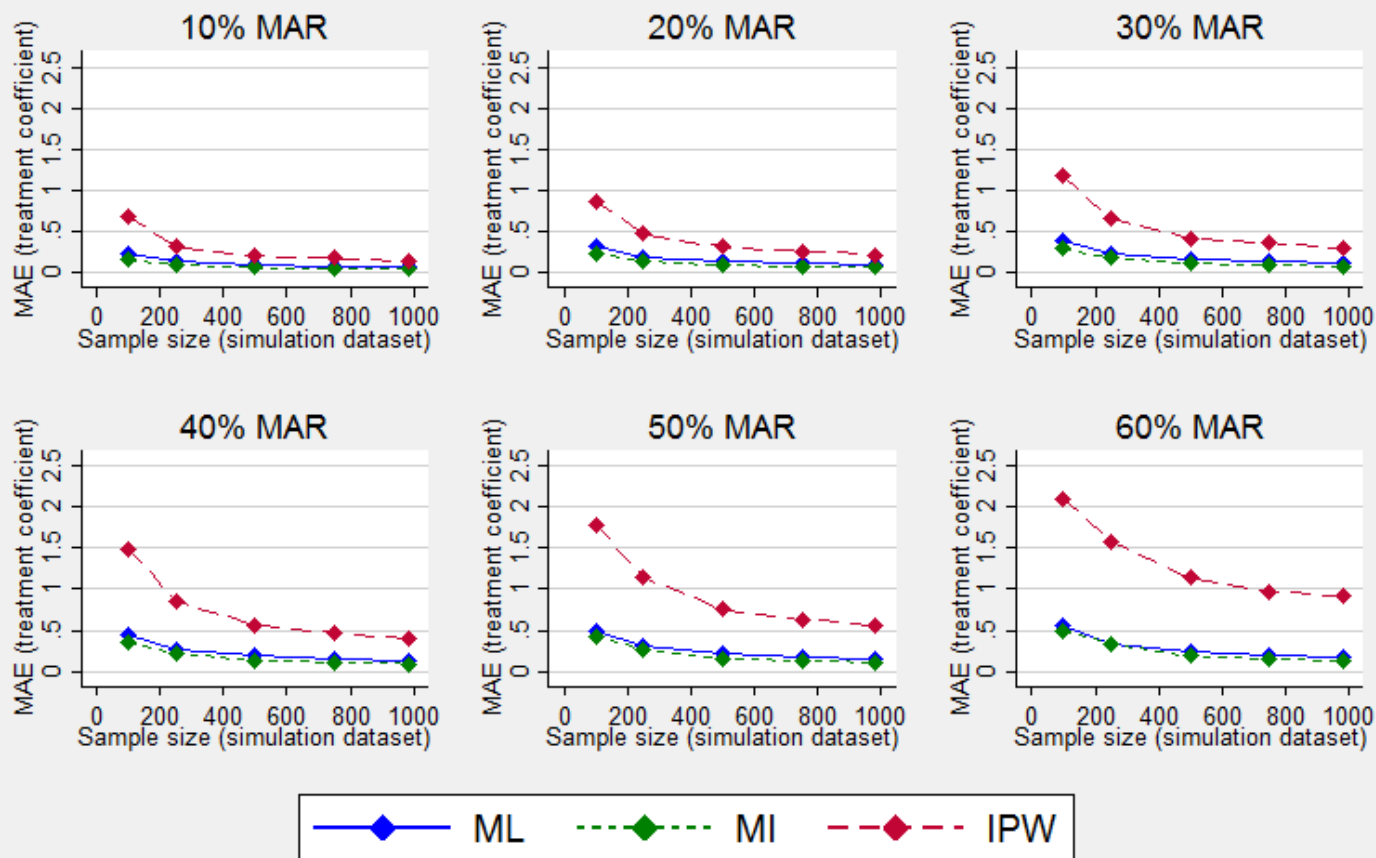 10% MAR
20% MAR
30% MAR
MAE (treatment coefficient)
0 .5 1 1.5 2 2.5
MAE (treatment coefficient)
0 .5 1 1.5 2 2.5
MAE (treatment coefficient)
0 .5 1 1.5 2 2.5
0 200 400 600 800 1000
0 200 400 600 800 1000
0 200 400 600 800 1000
Sample size (simulation dataset)
Sample size (simulation dataset)
Sample size (simulation dataset)
40% MAR
50% MAR
60% MAR
MAE (treatment coefficient)
0 .5 1 1.5 2 2.5
MAE (treatment coefficient)
0 .5 1 1.5 2 2.5
MAE (treatment coefficient)
0 .5 1 1.5 2 2.5
0 200 400 600 800 1000
0 200 400 600 800 1000
0 200 400 600 800 1000
Sample size (simulation dataset)
Sample size (simulation dataset)
Sample size (simulation dataset)
ML MI IPW